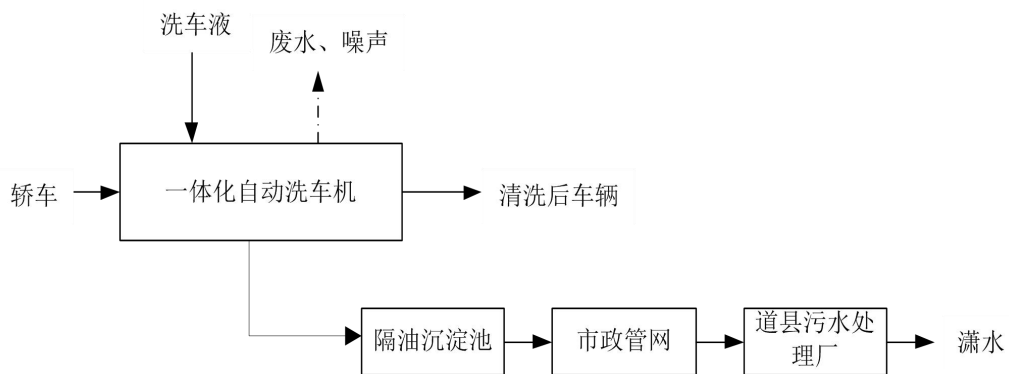 洗车液
废水、噪声
轿车
一体化自动洗车机
清洗后车辆
隔油沉淀池
市政管网
道县污水处
理厂
潇水